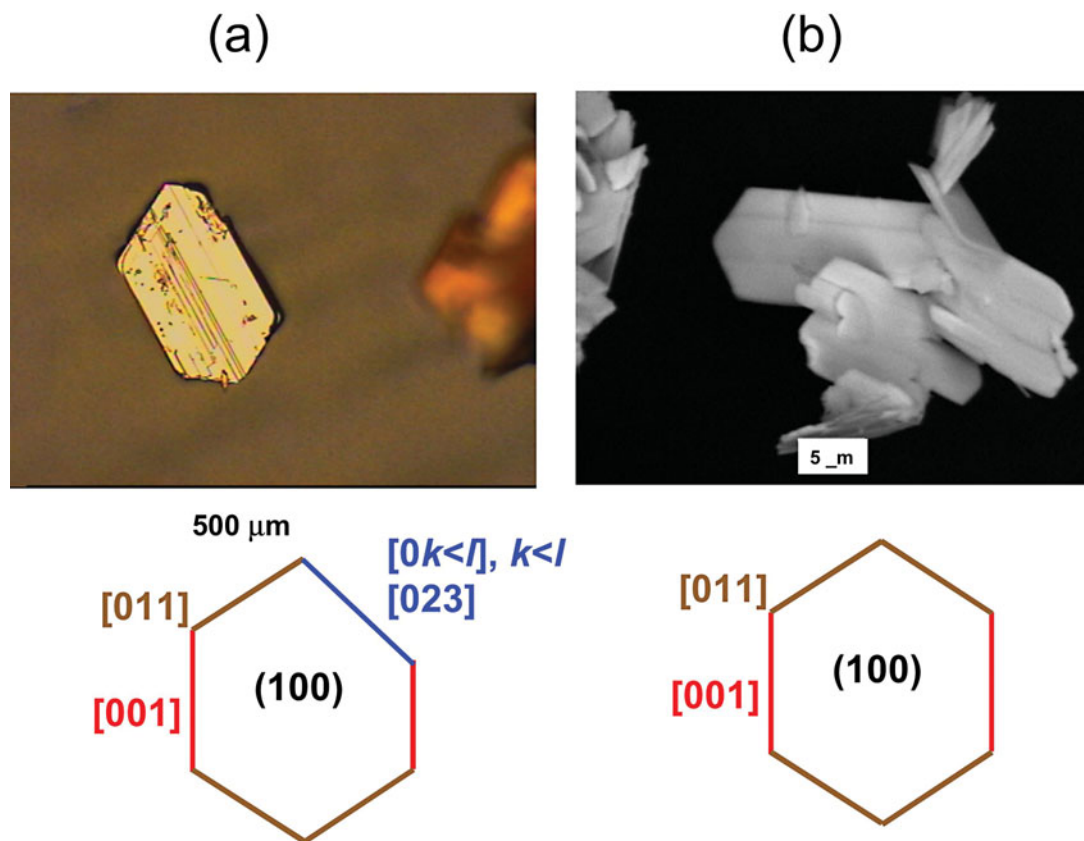 (a)
(b)
5 _m
500 μm
[0k<l], k<l
[023]
[011]
(100)
[001]
[011]
(100)
[001]